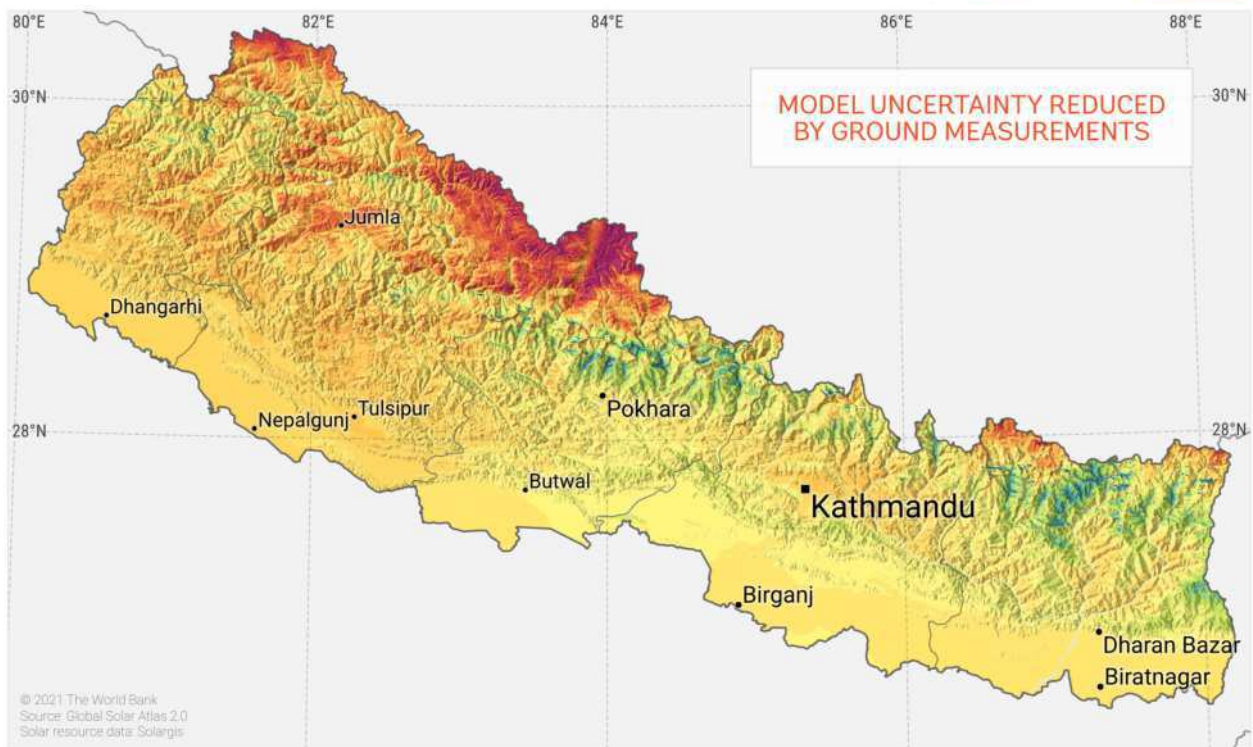 80°E
82°E
84°E
86°E
88°E
30°N
30°N
MODEL UNCERTAINTY REDUCED
BY GROUND MEASUREMENTS
Jumla
Dhangarhi
Nepalgunj
Tulsipur
Pokhara
28°N
28°N
Butwal
Kathmandu
Birganj
Dharan Bazar
Biratnagar
© 2021 The World Bank
Source: Global Solar Atlas 2.0
Solar resource data: Solargis